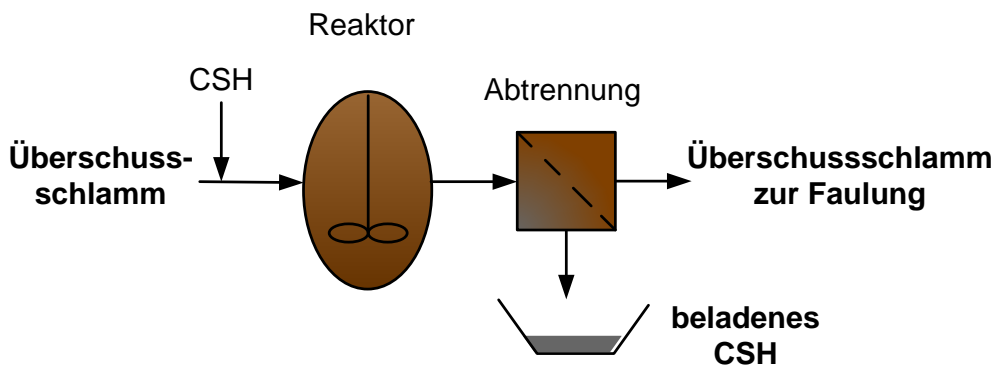 Reaktor
CSH
Abtrennung
Überschuss-
schlamm
Überschussschlamm
zur Faulung
beladenes
CSH